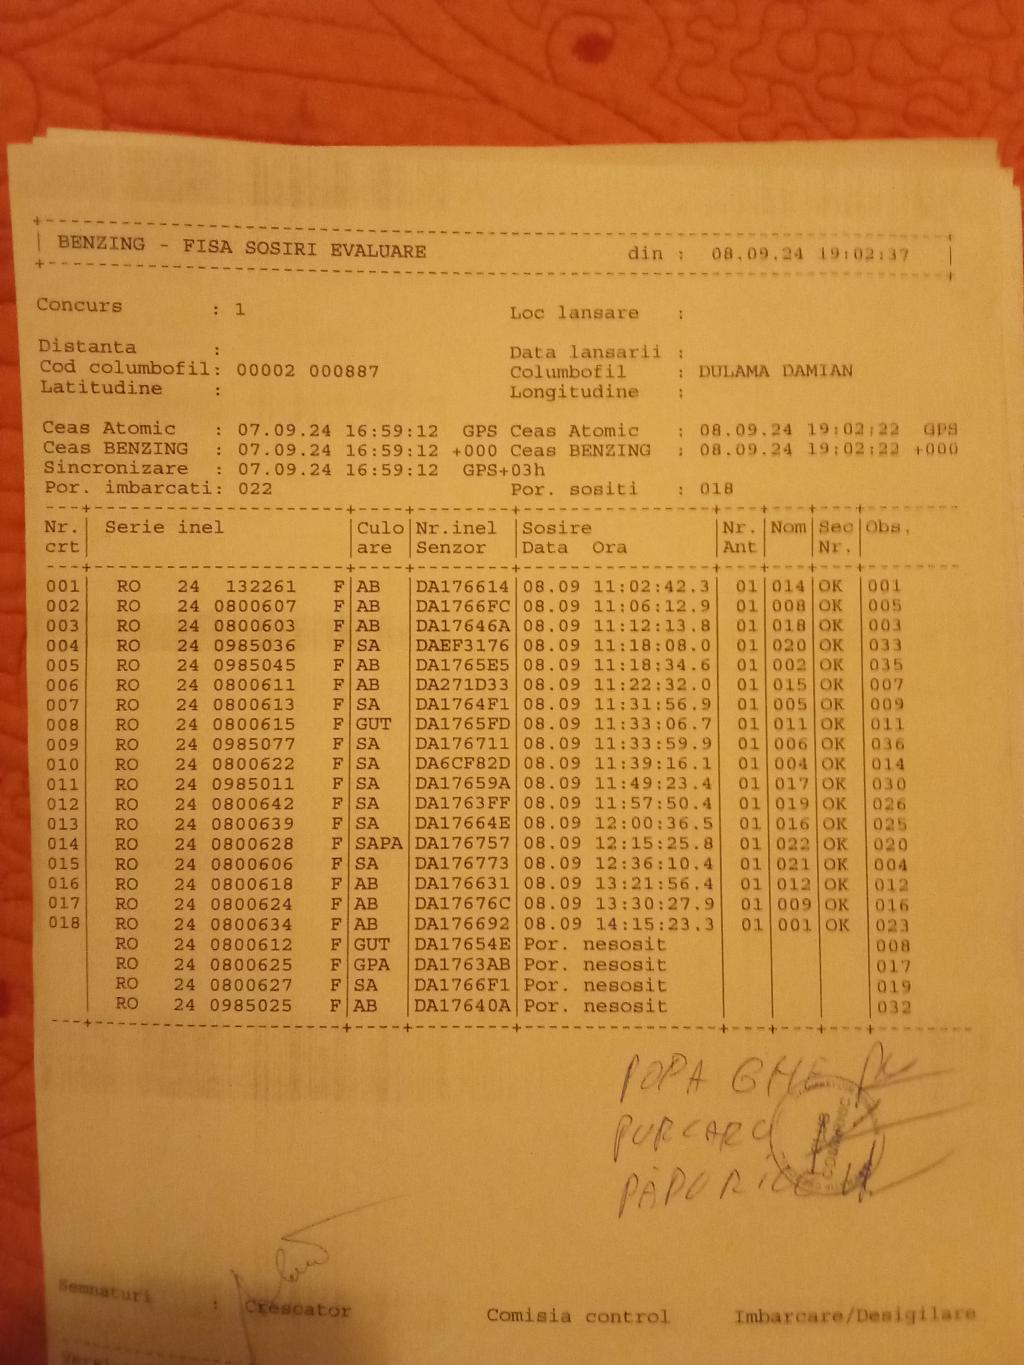 BENZING - FISA SOSIRI EVALUARE din : 08.09.24 19:02:37
Concurs : 1 Loc lansare :
Distanta : Data lansarii :
Cod columbofil: 00002 000887 Columbofil : DULAMA DAMIAN
Latitudine : Longitudine :
Ceas Atomic : 07.09.24 16:59:12 GPS Ceas Atomic : 08.09.24 19:02:22 GPS
Ceas BENZING : 07.09.24 16:59:12 +000 Ceas BENZING : 08.09.24 19:02:22 +000
Sincronizare : 07.09.24 16:59:12 GPS+03h
Por. imbarcati: 022 Por. sositi : 018
Nr. Serie inel Culo Nr.inel Sosire Nr. Nom Sec Obs.
crt are Senzor Data Ora Ant Nr.
001 RO 24 132261 F AB DA176614 08.09 11:02:42.3 01 014 OK 001
002 RO 24 0800607 F AB DA1766FC 08.09 11:06:12.9 01 008 OK 005
003 RO 24 0800603 F AB DA17646A 08.09 11:12:13.8 01 018 OK 003
004 RO 24 0985036 F SA DAEF3176 08.09 11:18:08.0 01 020 OK 033
005 RO 24 0985045 F AB DA1765E5 08.09 11:18:34.6 01 002 OK 035
006 RO 24 0800611 F AB DA271D33 08.09 11:22:32.0 01 015 OK 007
007 RO 24 0800613 F SA DA1764F1 08.09 11:31:56.9 01 005 OK 009
008 RO 24 0800615 F GUT DA1765FD 08.09 11:33:06.7 01 011 OK 011
009 RO 24 0985077 F SA DA176711 08.09 11:33:59.9 01 006 OK 036
010 RO 24 0800622 F SA DA6CF82D 08.09 11:39:16.1 01 004 OK 014
011 RO 24 0985011 F SA DA17659A 08.09 11:49:23.4 01 017 OK 030
012 RO 24 0800642 F SA DA1763FF 08.09 11:57:50.4 01 019 OK 026
013 RO 24 0800639 F SA DA17664E 08.09 12:00:36.5 01 016 OK 025
014 RO 24 0800628 F SAPA DA176757 08.09 12:15:25.8 01 022 OK 020
015 RO 24 0800606 F SA DA176773 08.09 12:36:10.4 01 021 OK 004
016 RO 24 0800618 F AB DA176631 08.09 13:21:56.4 01 012 OK 012
017 RO 24 0800624 F AB DA17676C 08.09 13:30:27.9 01 009 OK 016
018 RO 24 0800634 F AB DA176692 08.09 14:15:23.3 01 001 OK 023
RO 24 0800612 F GUT DA17654E Por. nesosit 008
RO 24 0800625 F GPA DA1763AB Por. nesosit 017
RO 24 0800627 F SA DA1766F1 Por. nesosit 019
RO 24 0985025 F AB DA17640A Por. nesosit 032
POPA GHE
Semnaturi : Crescator Comisia control Imbarcare/Desigilare